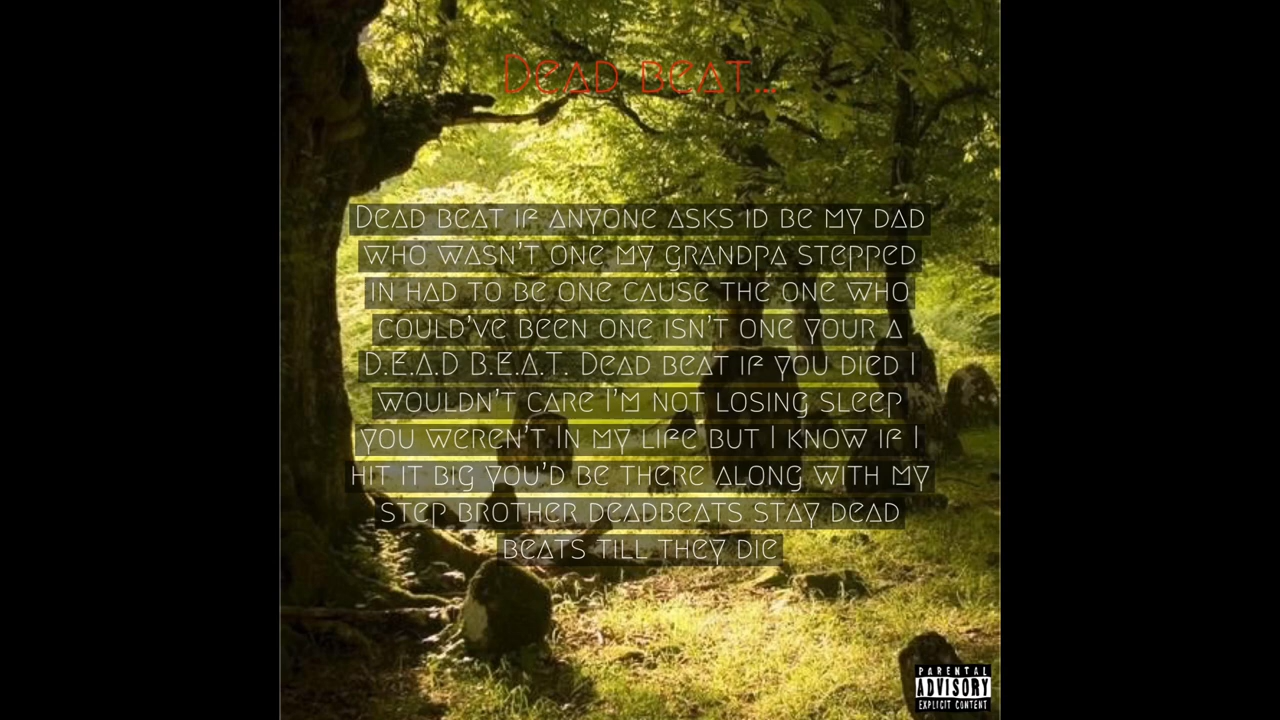 Dead beat...
Dead beat if anyone asks id be my dad
who wasn't one my grandpa stepped
in had to be one cause the one who
could've been one isn't one your a
D.E.A.D B.E.A.T. Dead beat if you died I
wouldn't care I'm not losing sleep
you weren't In my life but I know if I
hit it big you'd be there along with my
step brother deadbeats stay dead
beats till they die
PARENTAL
ADVISORY
EXPLICIT CONTENT